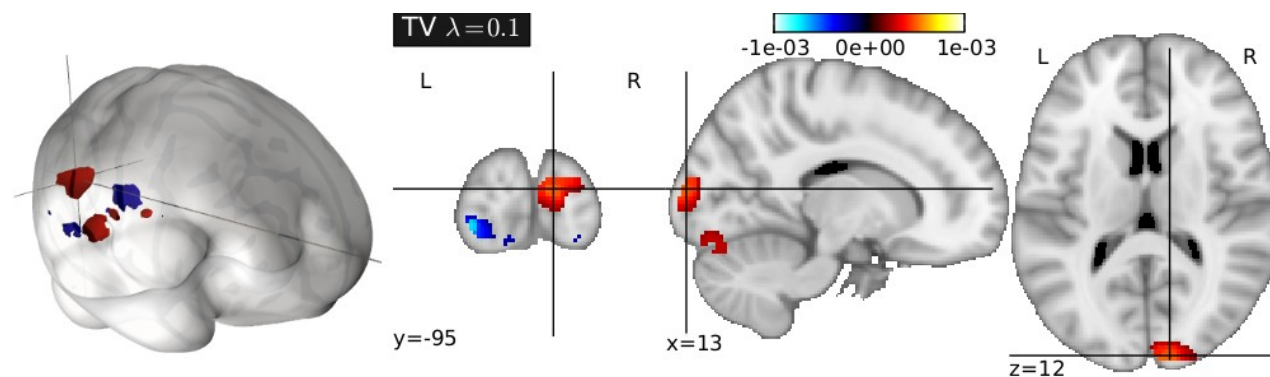 TV λ=0.1
-1e-03 0e+00 1e-03
L R
L R
y=-95
x=13
z=12